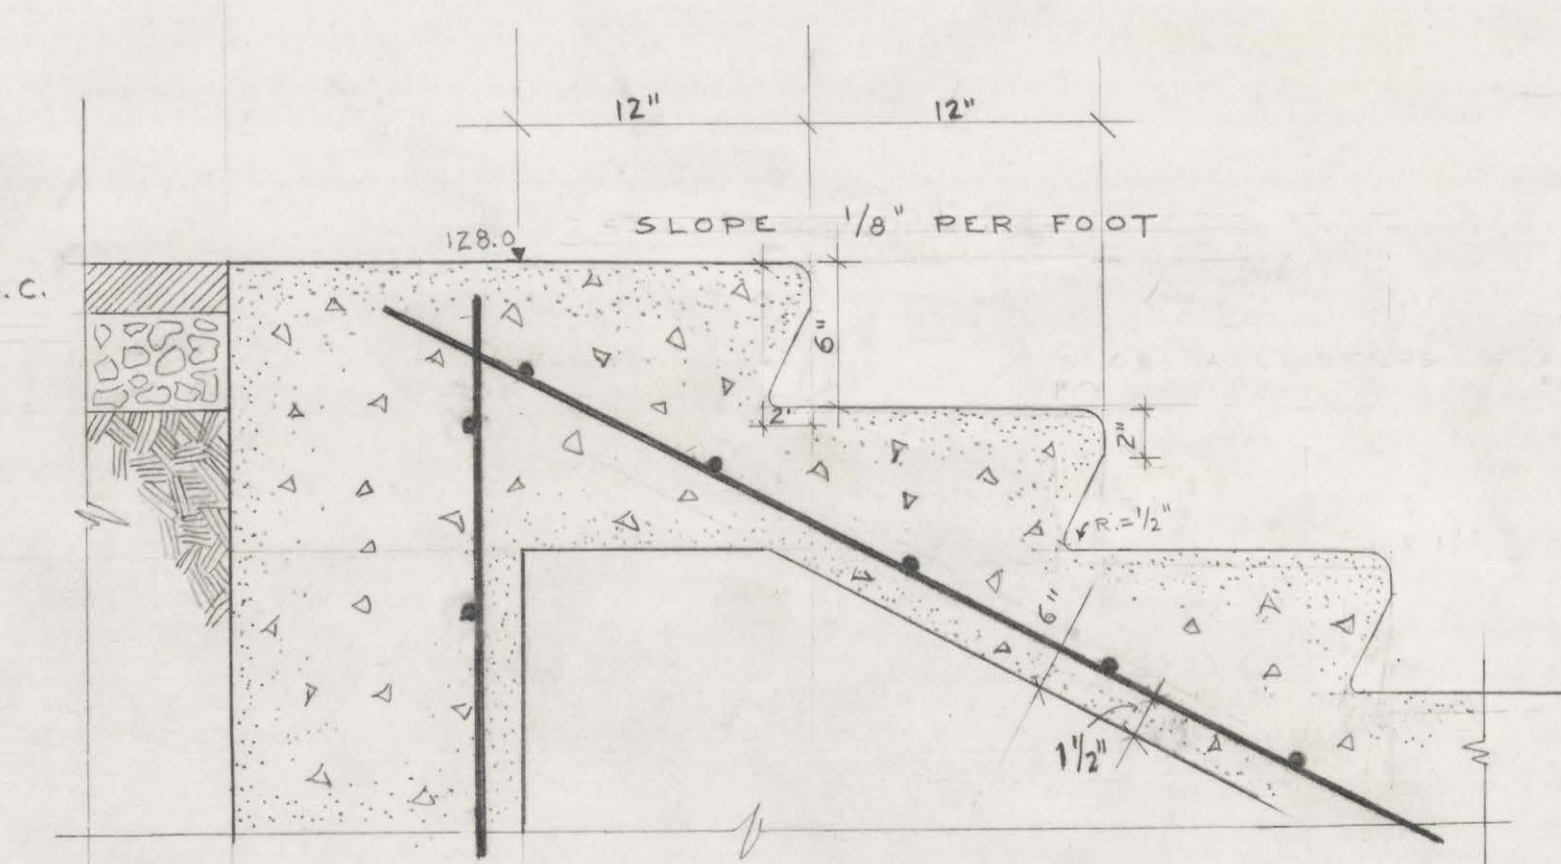 12" 12"
SLOPE 1/8" PER FOOT
128.0
.C.
6"
2"
2"
R.=1/2"
6"
1 1/2"